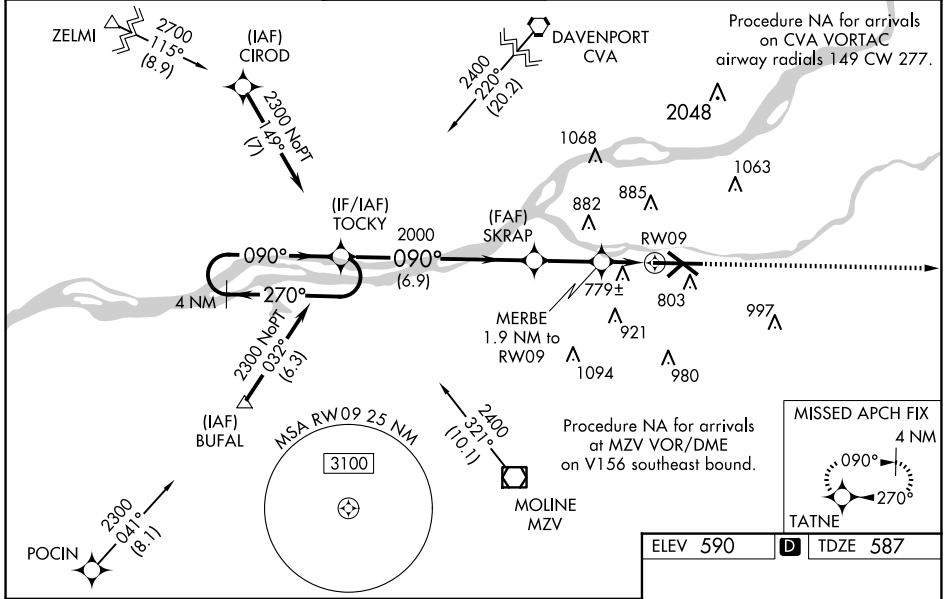 ZELMI
2700
115°
(8.9)
(IAF)
CIROD
2300 NoPT
149°
(7)
DAVENPORT
CVA
2400
220°
(20.2)
Procedure NA for arrivals
on CVA VORTAC
airway radials 149 CW 277.
2048
1068
1063
885
882
(IF/IAF)
TOCKY
2000
090°
(6.9)
(FAF)
SKRAP
RW09
090°
270°
4 NM
779±
803
MERBE
1.9 NM to
RW09
921
997
1094
980
2300 NoPT
032°
(6.3)
(IAF)
BUFAL
MSA RW09 25 NM
3100
2400
321°
(10.1)
MOLINE
MZV
Procedure NA for arrivals
at MZV VOR/DME
on V156 southeast bound.
MISSED APCH FIX
4 NM
090°
270°
TATNE
2300
041°
(8.1)
POCIN
ELEV 590 D TDZE 587